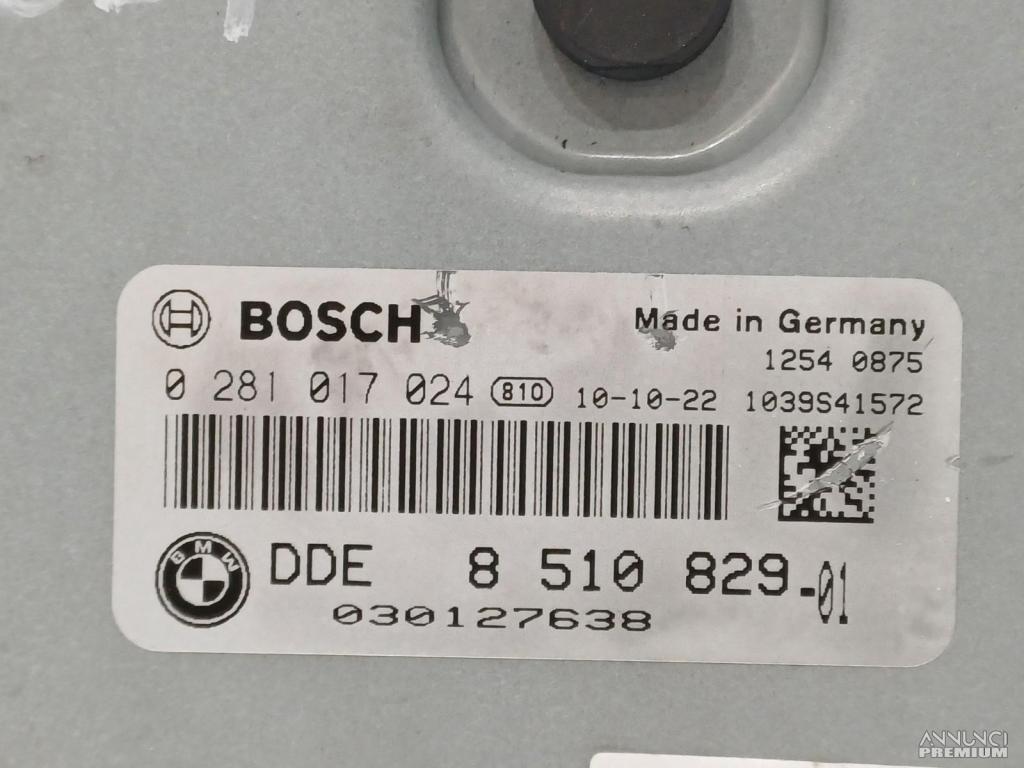 BOSCH
Made in Germany
1254 0875
0 281 017 024 810 10-10-22 1039S41572
BMW
DDE 8 510 829-01
030127638
ANNUNCI
PREMIUM